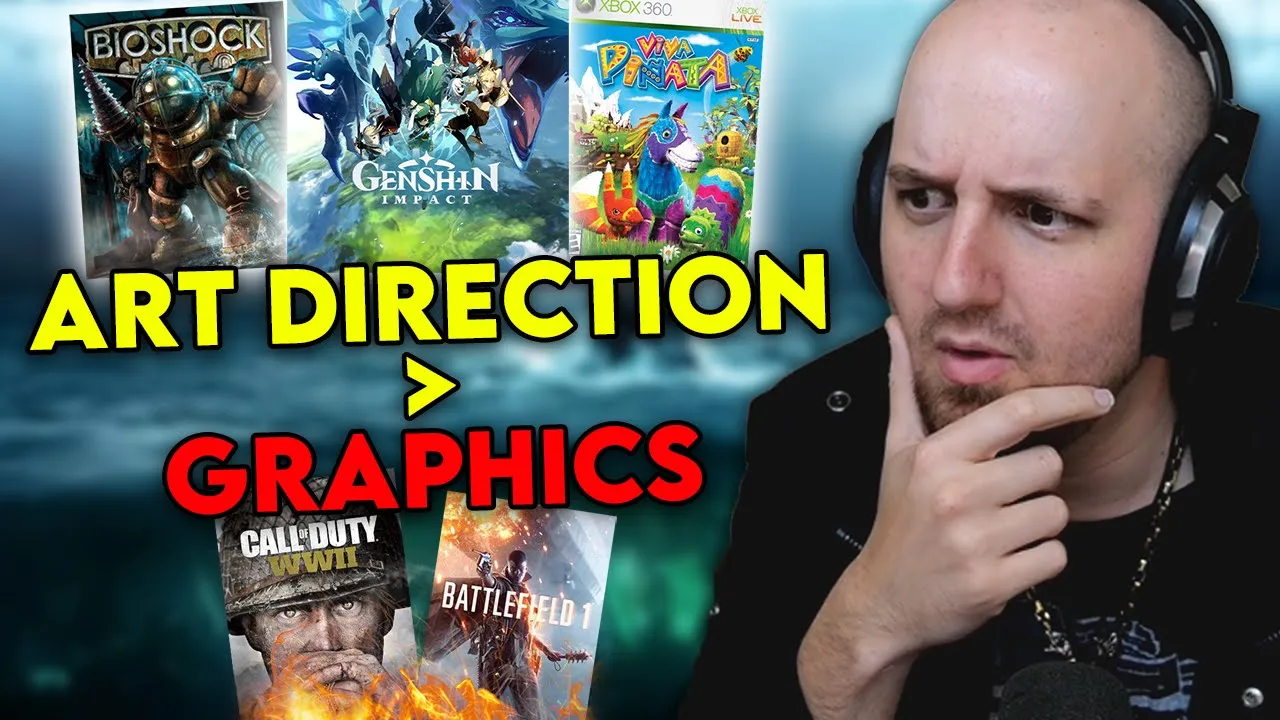 BIOSHOCK
GENSHIN
IMPACT
XBOX 360
XBOX
LIVE
VIVA
PIÑATA
ART DIRECTION
>
GRAPHICS
CALL OF DUTY
WWII
BATTLEFIELD 1